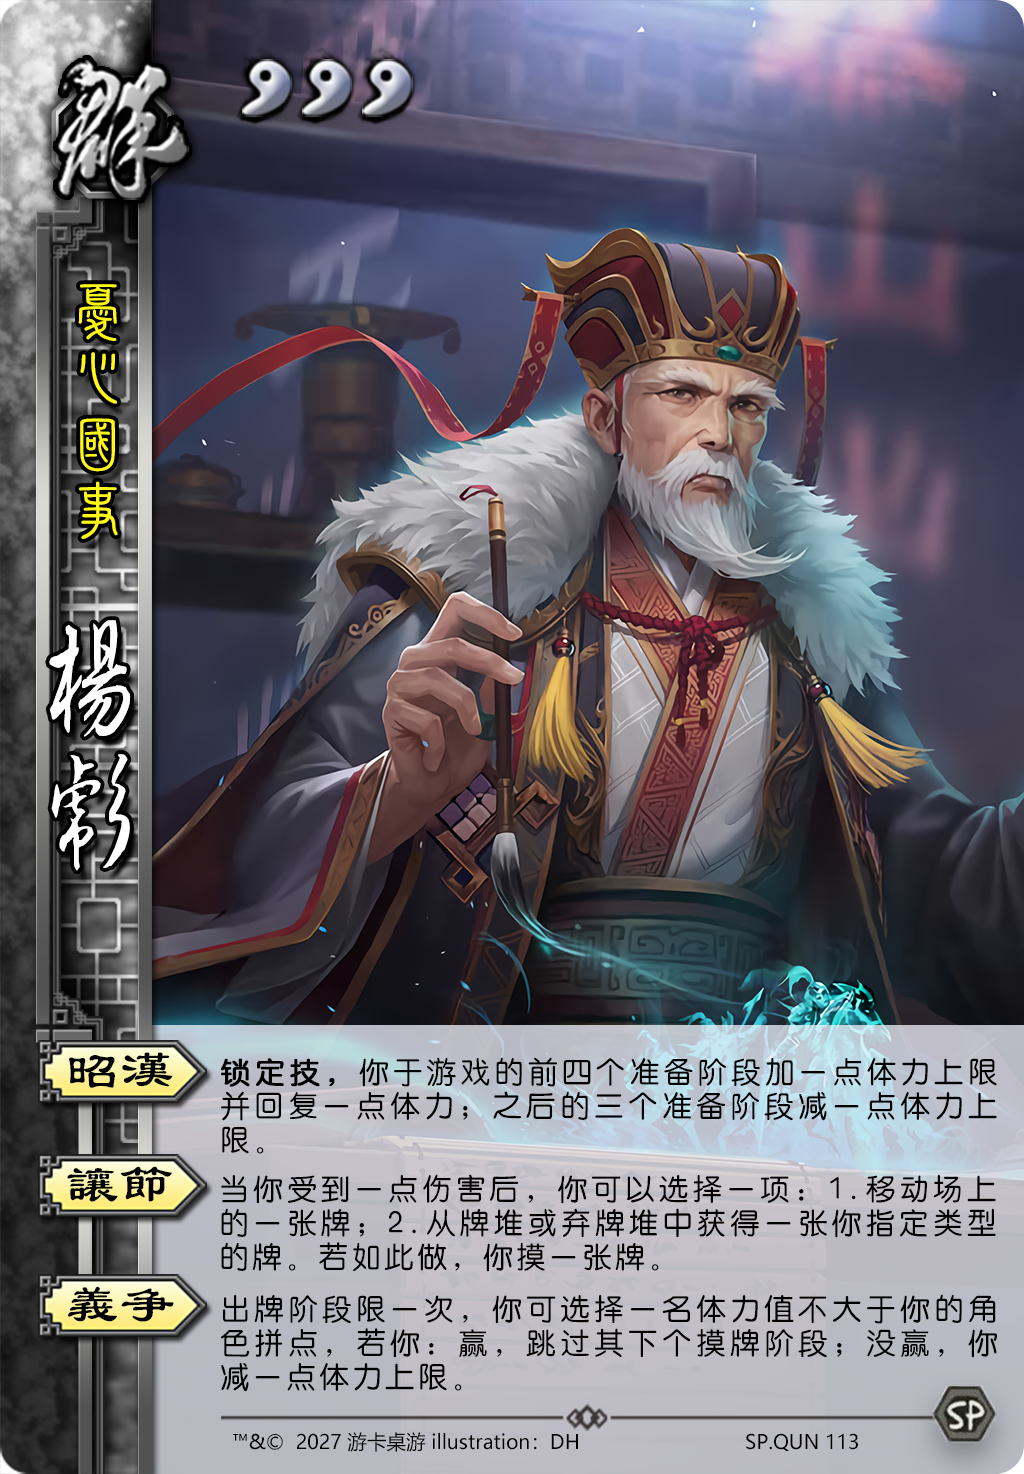 群
憂心國事
楊彪
昭漢
锁定技，你于游戏的前四个准备阶段加一点体力上限
并回复一点体力；之后的三个准备阶段减一点体力上
限。
讓節
当你受到一点伤害后，你可以选择一项：1.移动场上
的一张牌；2.从牌堆或弃牌堆中获得一张你指定类型
的牌。若如此做，你摸一张牌。
義爭
出牌阶段限一次，你可选择一名体力值不大于你的角
色拼点，若你：赢，跳过其下个摸牌阶段；没赢，你
减一点体力上限。
SP
™&© 2027 游卡桌游 illustration：DH
SP.QUN 113